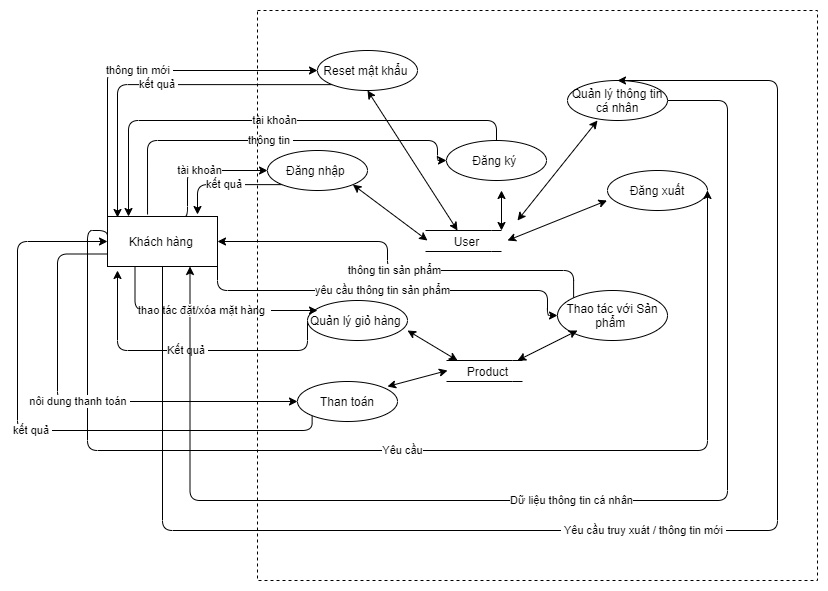 thông tin mới
Reset mật khẩu
kết quả
Quản lý thông tin
cá nhân
tài khoản
thông tin
Đăng ký
tài khoản
Đăng nhập
kết quả
Đăng xuất
Khách hàng
User
thông tin sản phẩm
yêu cầu thông tin sản phẩm
thao tác đặt/xóa mặt hàng
Quản lý giỏ hàng
Thao tác với Sản
phẩm
Kết quả
Product
nôi dung thanh toán
Than toán
kết quả
Yêu cầu
Dữ liệu thông tin cá nhân
Yêu cầu truy xuát / thông tin mới